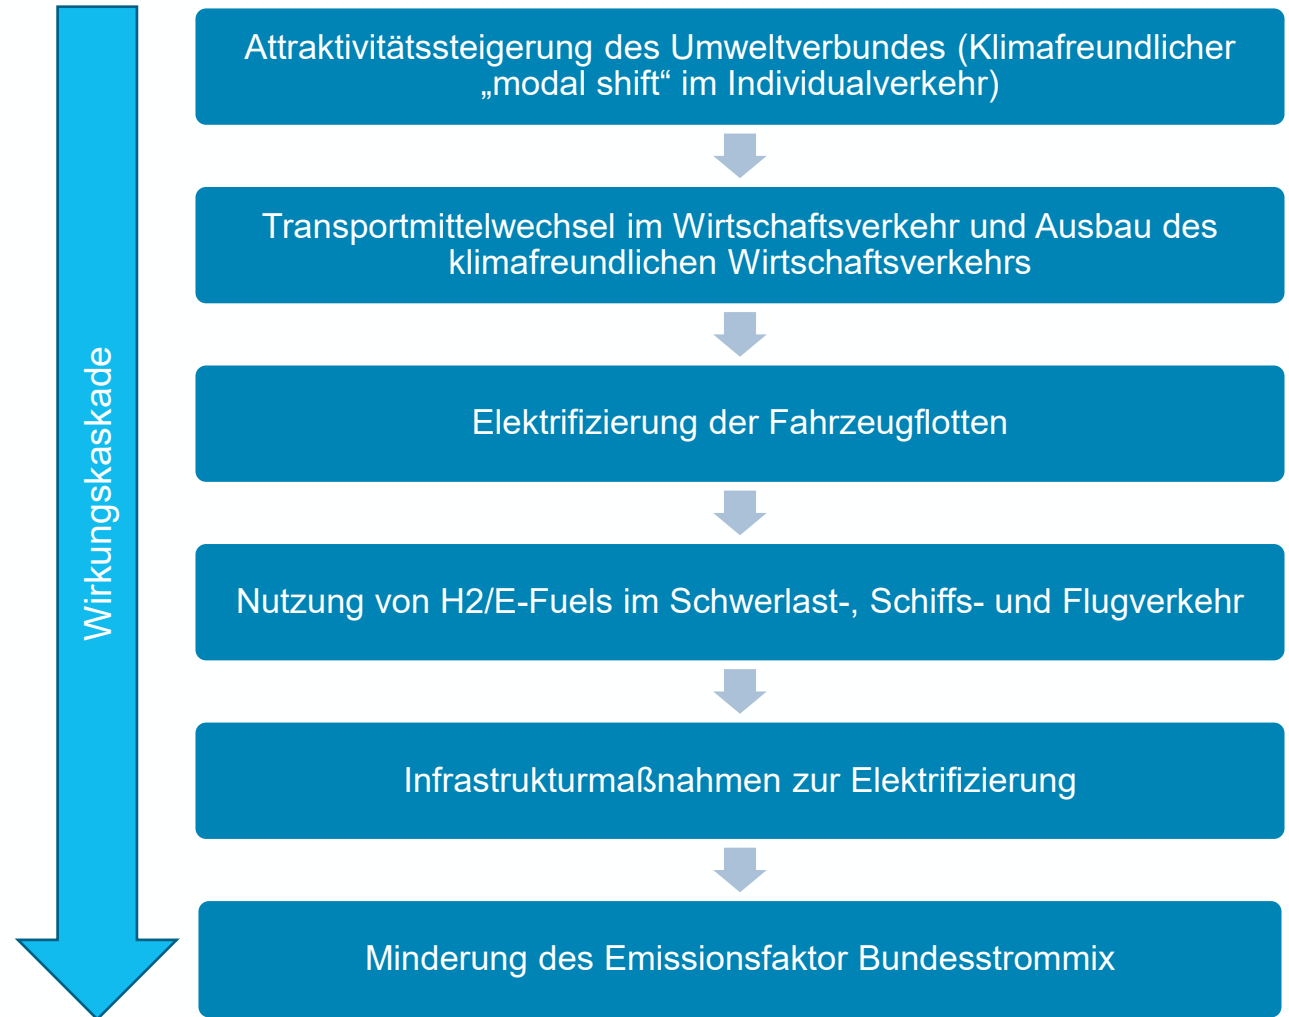 Wirkungskaskade
Attraktivitätssteigerung des Umweltverbundes (Klimafreundlicher
„modal shift“ im Individualverkehr)
Transportmittelwechsel im Wirtschaftsverkehr und Ausbau des
klimafreundlichen Wirtschaftsverkehrs
Elektrifizierung der Fahrzeugflotten
Nutzung von H2/E-Fuels im Schwerlast-, Schiffs- und Flugverkehr
Infrastrukturmaßnahmen zur Elektrifizierung
Minderung des Emissionsfaktor Bundesstrommix